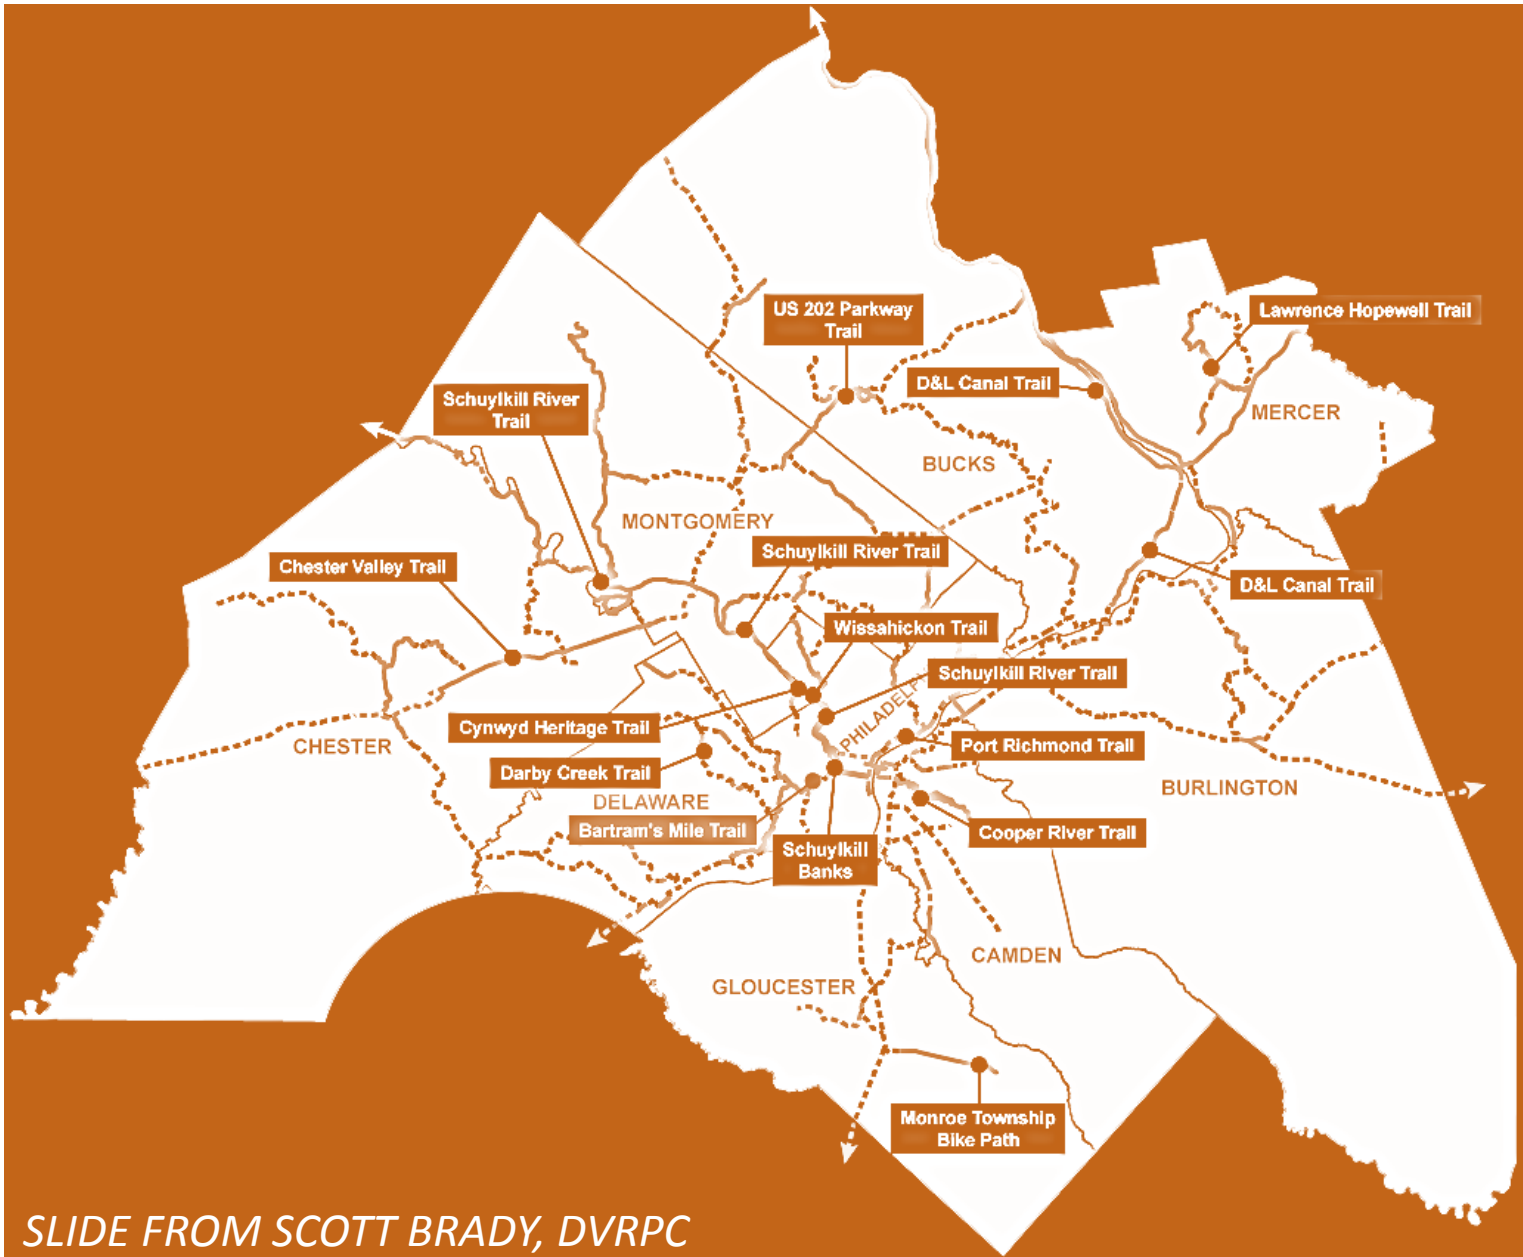 US 202 Parkway
Trail
Lawrence Hopewell Trail
D&L Canal Trail
Schuylkill River
Trail
MERCER
BUCKS
MONTGOMERY
Schuylkill River Trail
Chester Valley Trail
D&L Canal Trail
Wissahickon Trail
Schuylkill River Trail
Cynwyd Heritage Trail
CHESTER
Port Richmond Trail
Darby Creek Trail
BURLINGTON
DELAWARE
Bartram's Mile Trail
Cooper River Trail
Schuylkill
Banks
CAMDEN
GLOUCESTER
Monroe Township
Bike Path
SLIDE FROM SCOTT BRADY, DVRPC